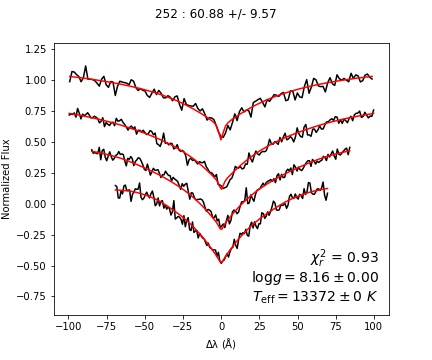 252 : 60.88 +/- 9.57
1.25
1.00
0.75
0.50
0.25
0.00
−0.25
−0.50
−0.75
Normalized Flux
χ²ᵣ = 0.93
logg = 8.16 ± 0.00
T_eff = 13372 ± 0 K
−100 −75 −50 −25 0 25 50 75 100
Δλ (Å)